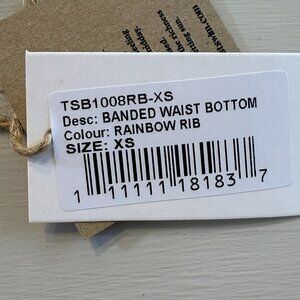 TSB1008RB-XS
Desc: BANDED WAIST BOTTOM
Colour: RAINBOW RIB
SIZE: XS
1 11111 18183 7